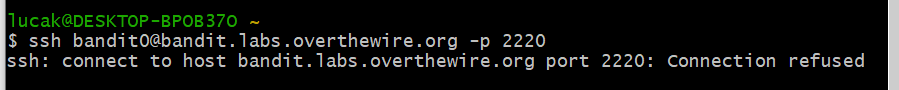 lucak@DESKTOP-BPOB37O ~
$ ssh bandit0@bandit.labs.overthewire.org -p 2220
ssh: connect to host bandit.labs.overthewire.org port 2220: Connection refused